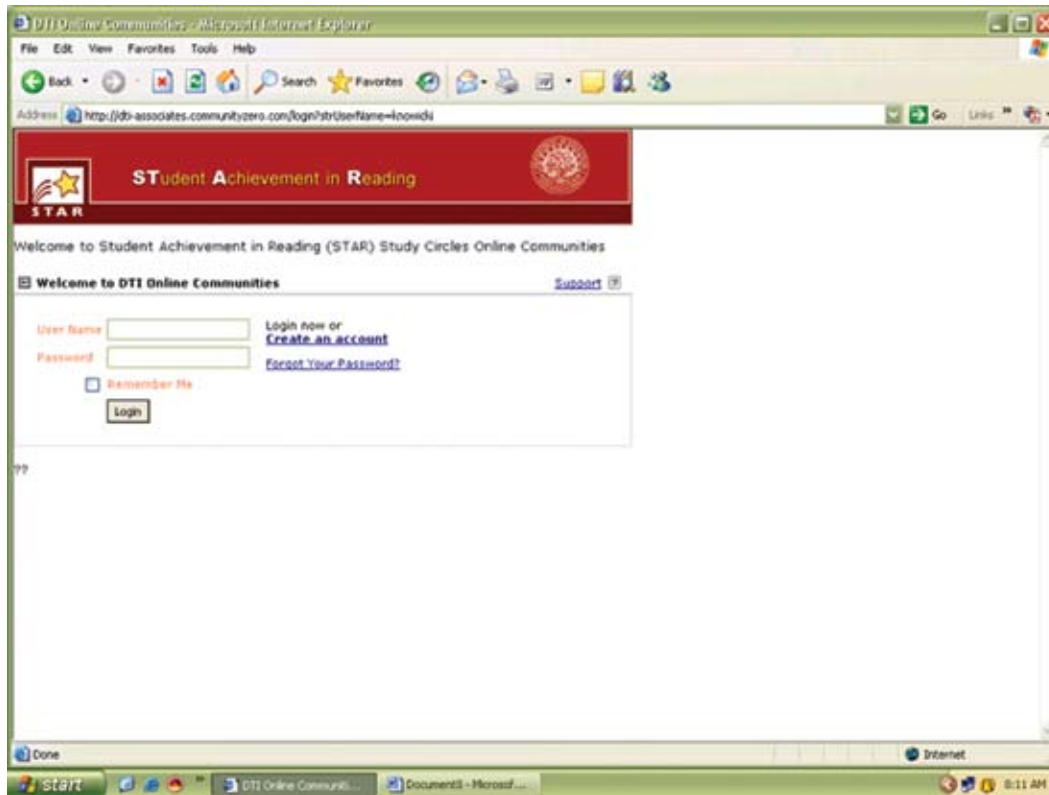 DTI Online Communities - Microsoft Internet Explorer
File Edit View Favorites Tools Help
Back Search Favorites
Address http://dti-associates.communityzero.com/login?strUserName= Go Links »
STudent Achievement in Reading
STAR
Welcome to Student Achievement in Reading (STAR) Study Circles Online Communities
Welcome to DTI Online Communities Support ?
User Name Login now or
Create an account
Password Forgot Your Password?
Remember Me
Login
??
Done Internet
start » DTI Online Communiti... - Microsof... 8:11 AM